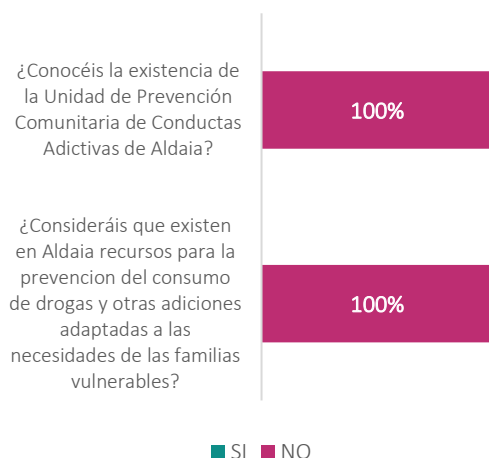 ¿Conocéis la existencia de
la Unidad de Prevención
Comunitaria de Conductas
Adictivas de Aldaia?
100%
¿Consideráis que existen
en Aldaia recursos para la
prevencion del consumo
de drogas y otras adiciones
adaptadas a las
necesidades de las familias
vulnerables?
100%
SI NO